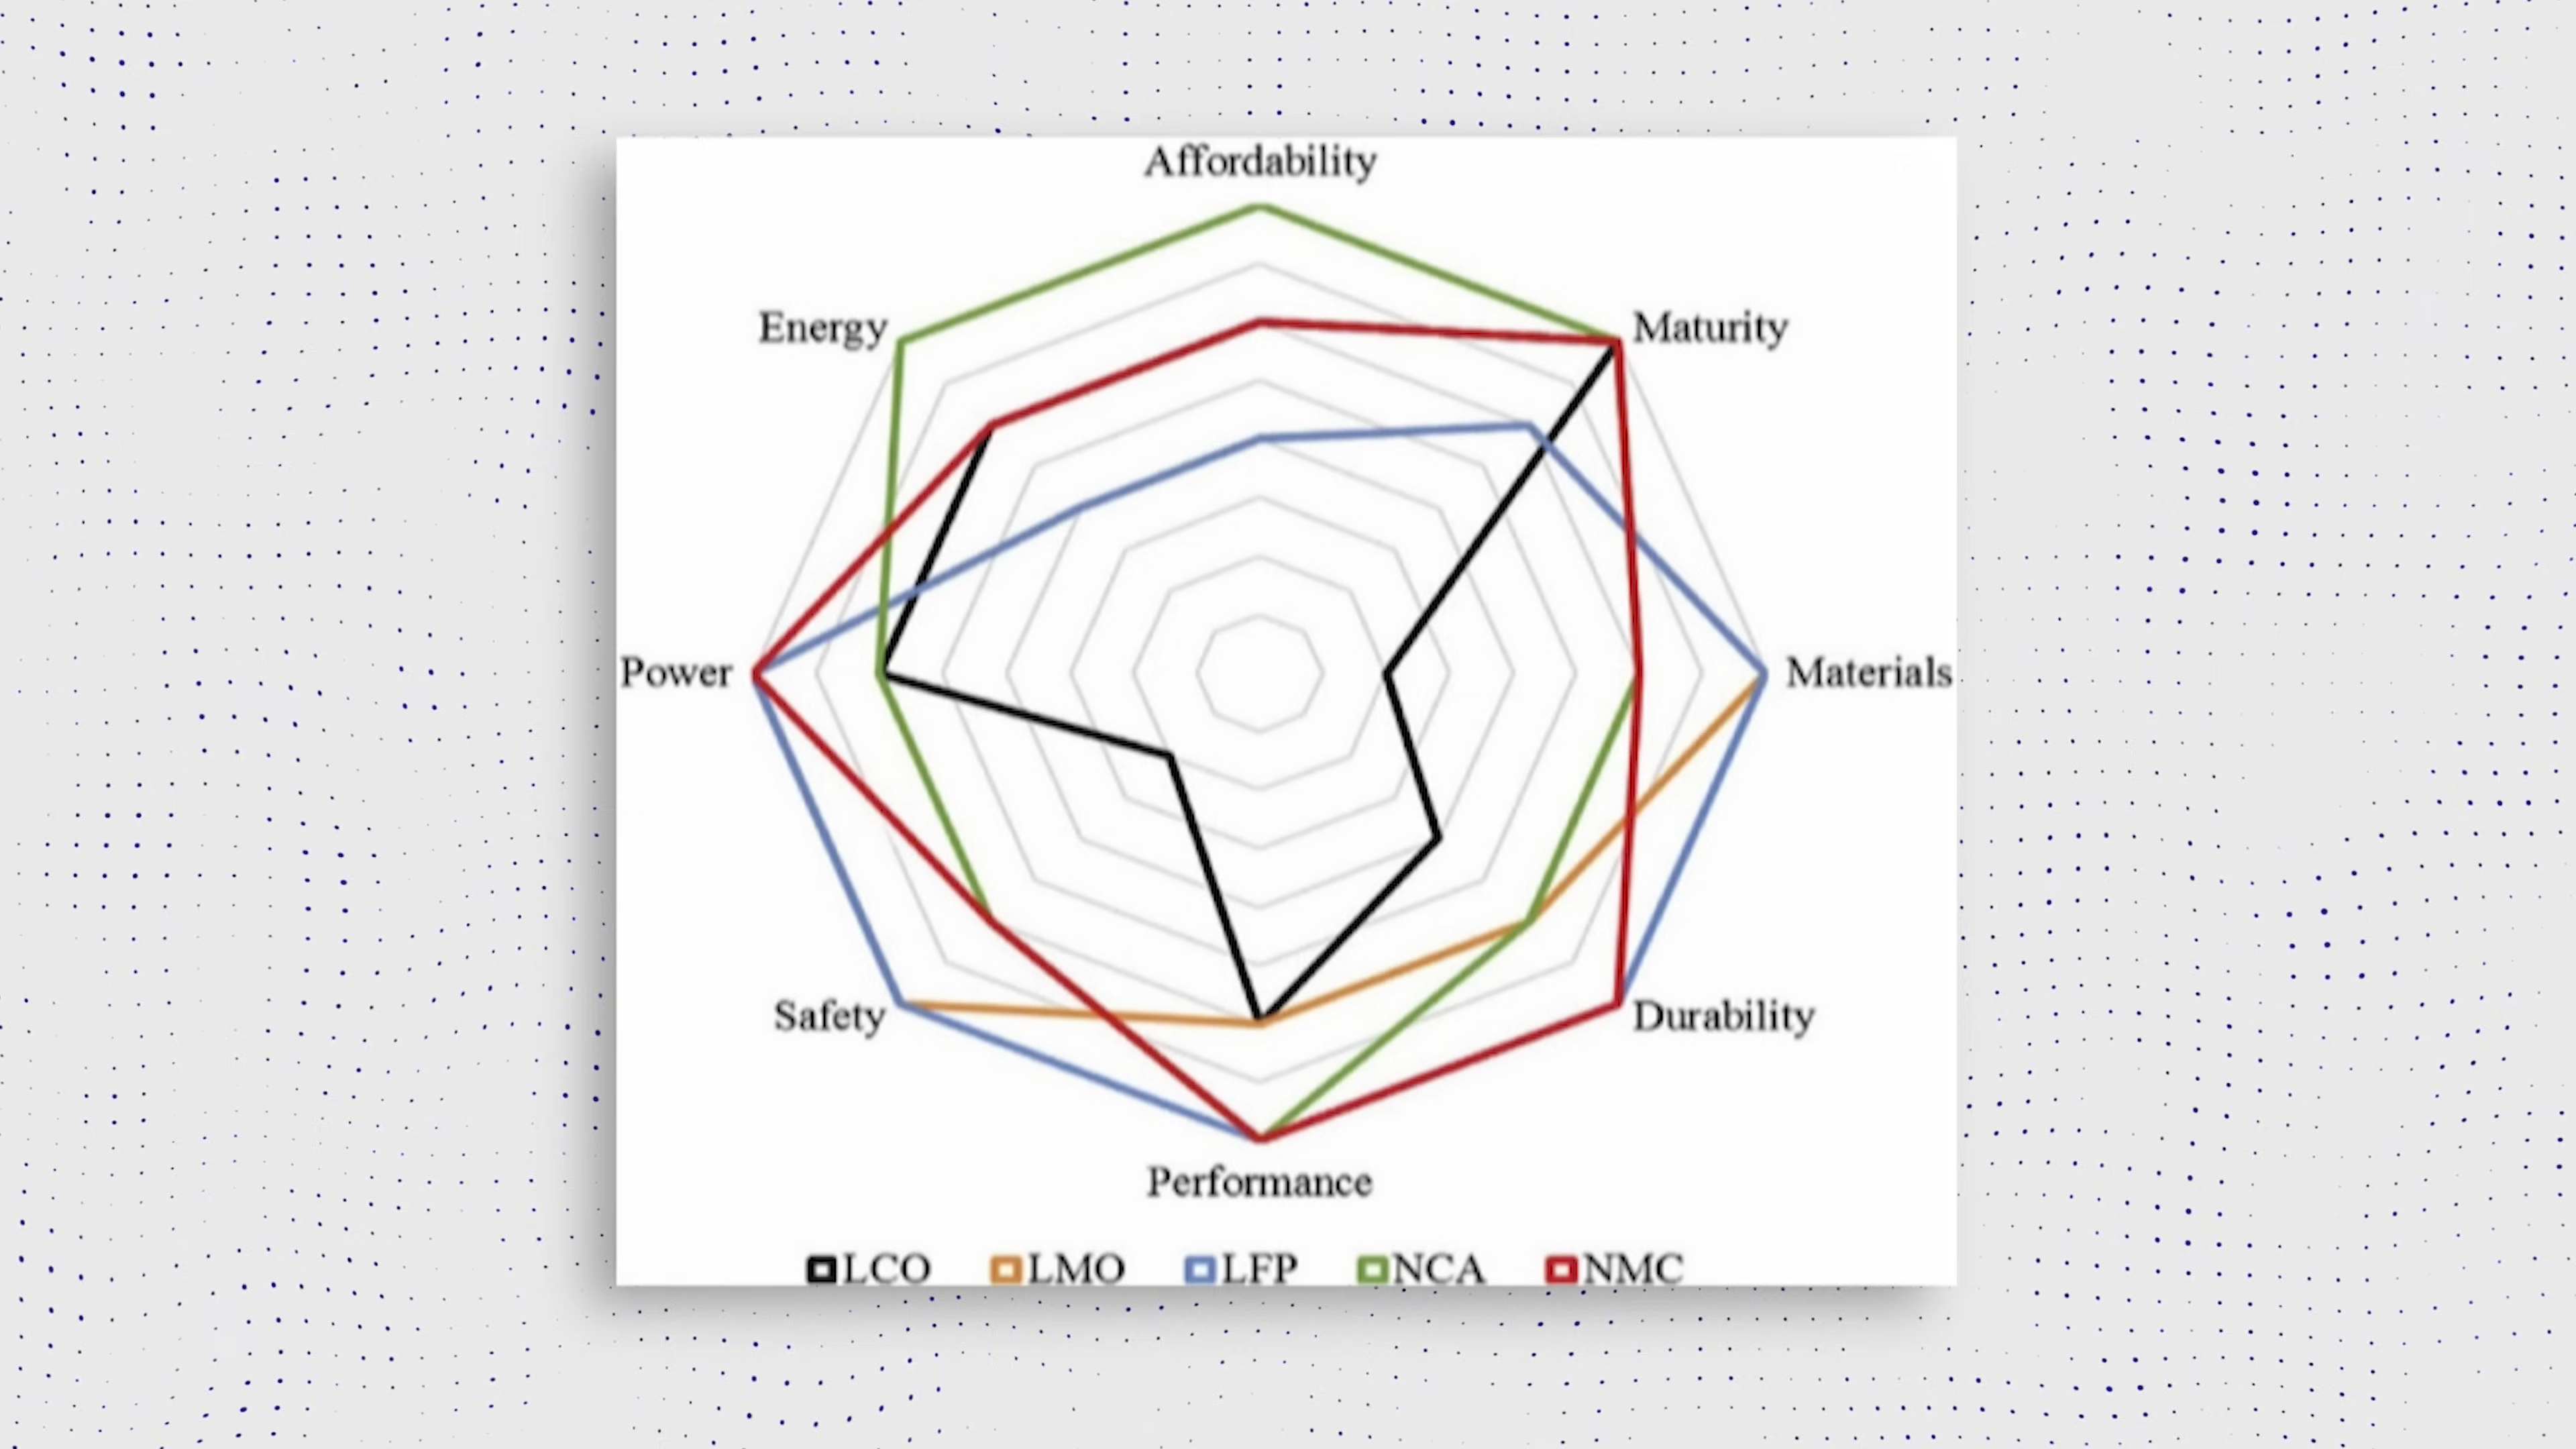 Affordability
Energy
Maturity
Power
Materials
Safety
Durability
Performance
LCO LMO LFP NCA NMC